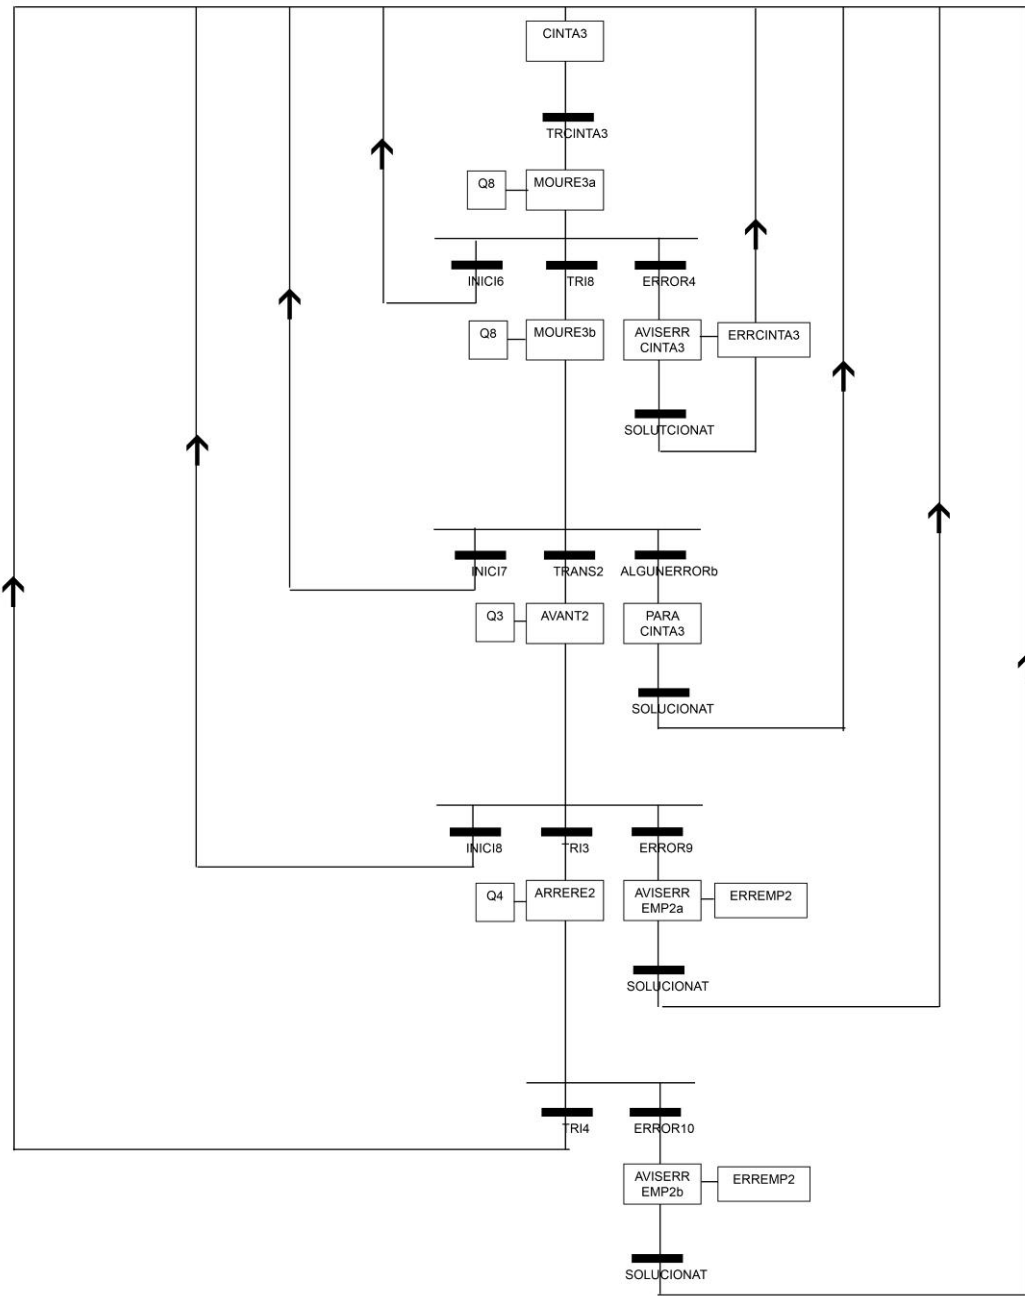 CINTA3
TRCINTA3
Q8
MOURE3a
INICI6
TRI8
ERROR4
Q8
MOURE3b
AVISERR
CINTA3
ERRCINTA3
SOLUTCIONAT
INICI7
TRANS2
ALGUNERRORb
Q3
AVANT2
PARA
CINTA3
SOLUCIONAT
INICI8
TRI3
ERROR9
Q4
ARRERE2
AVISERR
EMP2a
ERREMP2
SOLUCIONAT
TRI4
ERROR10
AVISERR
EMP2b
ERREMP2
SOLUCIONAT